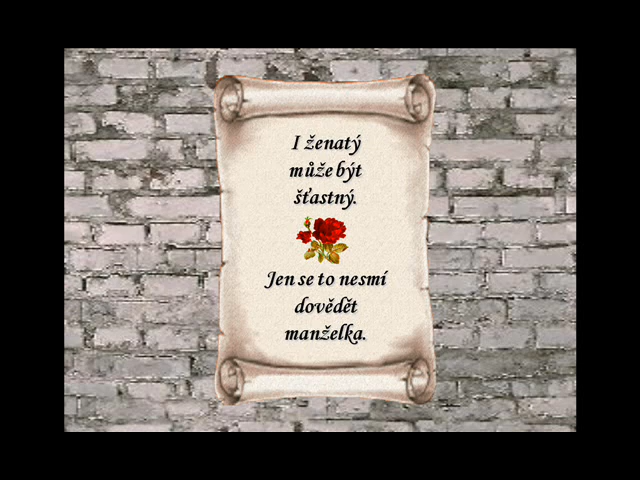 I ženatý
může být
šťastný.
Jen se to nesmí
dovědět
manželka.